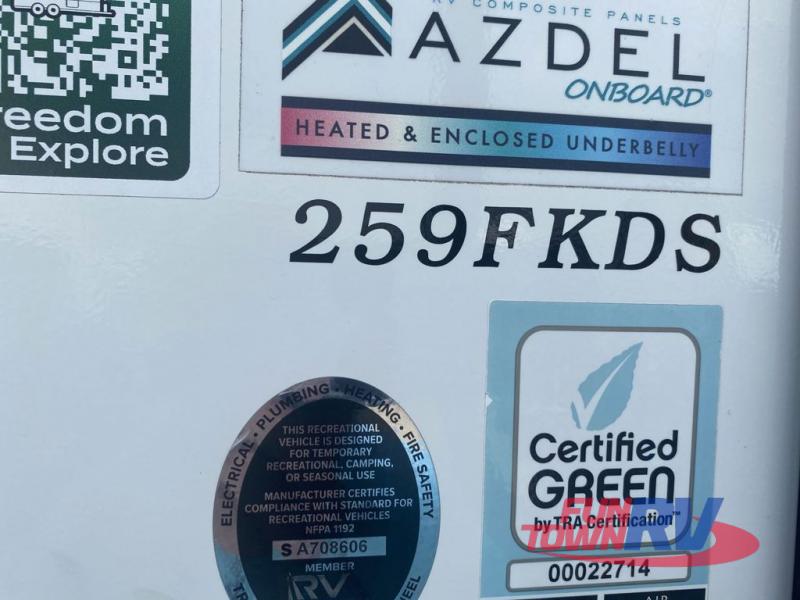 reedom
Explore
RV COMPOSITE PANELS
AZDEL
ONBOARD®
HEATED & ENCLOSED UNDERBELLY
259FKDS
ELECTRICAL • PLUMBING • HEATING • FIRE SAFETY
THIS RECREATIONAL
VEHICLE IS DESIGNED
FOR TEMPORARY
RECREATIONAL, CAMPING,
OR SEASONAL USE
MANUFACTURER CERTIFIES
COMPLIANCE WITH STANDARD FOR
RECREATIONAL VEHICLES
NFPA 1192
S A708606
MEMBER
RV
Certified
GREEN
by TRA Certification™
00022714
FUN
TOWN RV